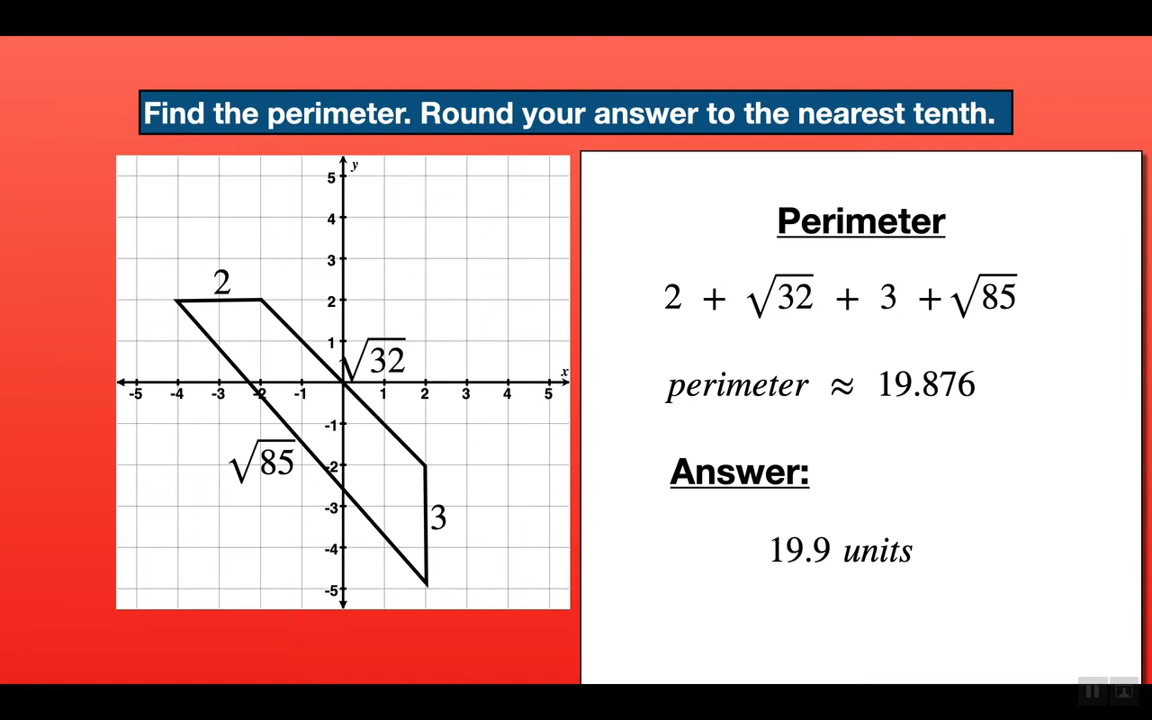 Find the perimeter. Round your answer to the nearest tenth.
y
5
4
3
2
2
1
√32
x
-5 -4 -3 -2 -1 1 2 3 4 5
-1
√85
-2
-3
3
-4
-5
Perimeter
2 + √32 + 3 + √85
perimeter ≈ 19.876
Answer:
19.9 units